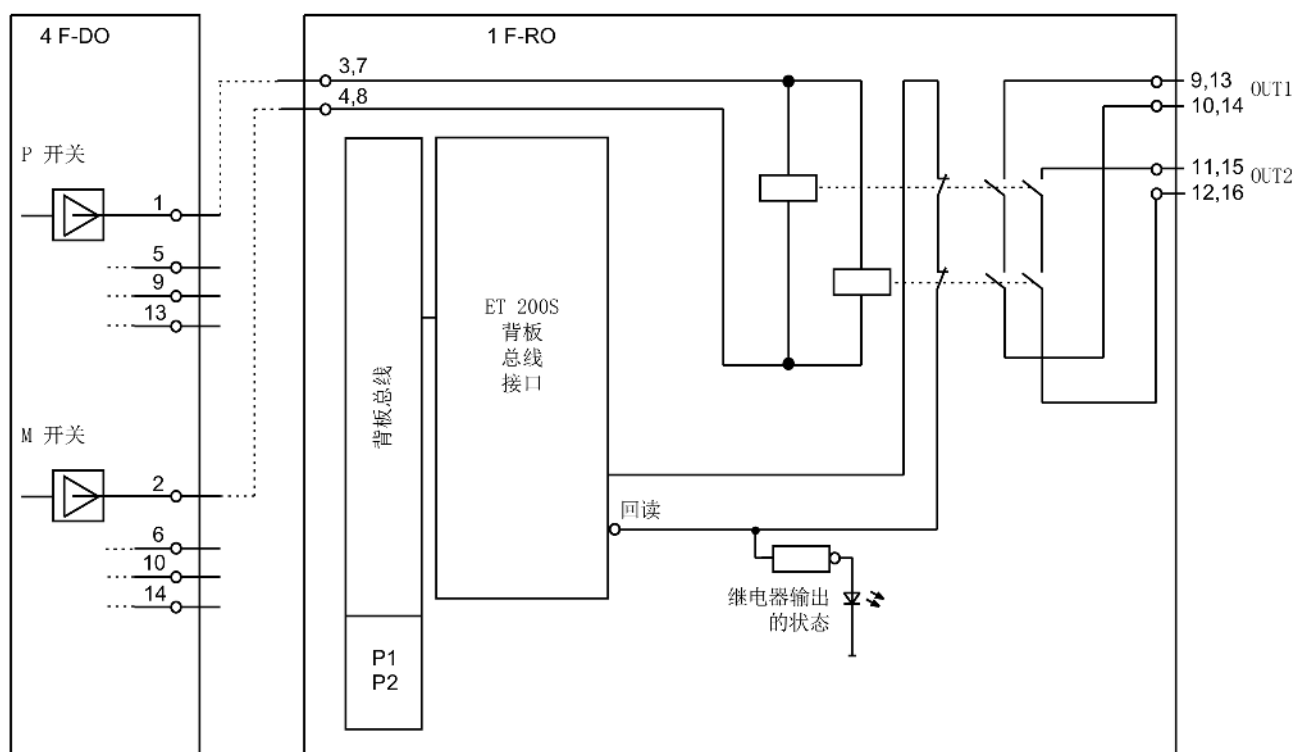 4 F-DO
1 F-RO
P 开关
1
5
9
13
M 开关
2
6
10
14
3,7
4,8
背板总线
P1
P2
ET 200S
背板
总线
接口
回读
继电器输出
的状态
9,13
OUT1
10,14
11,15
OUT2
12,16